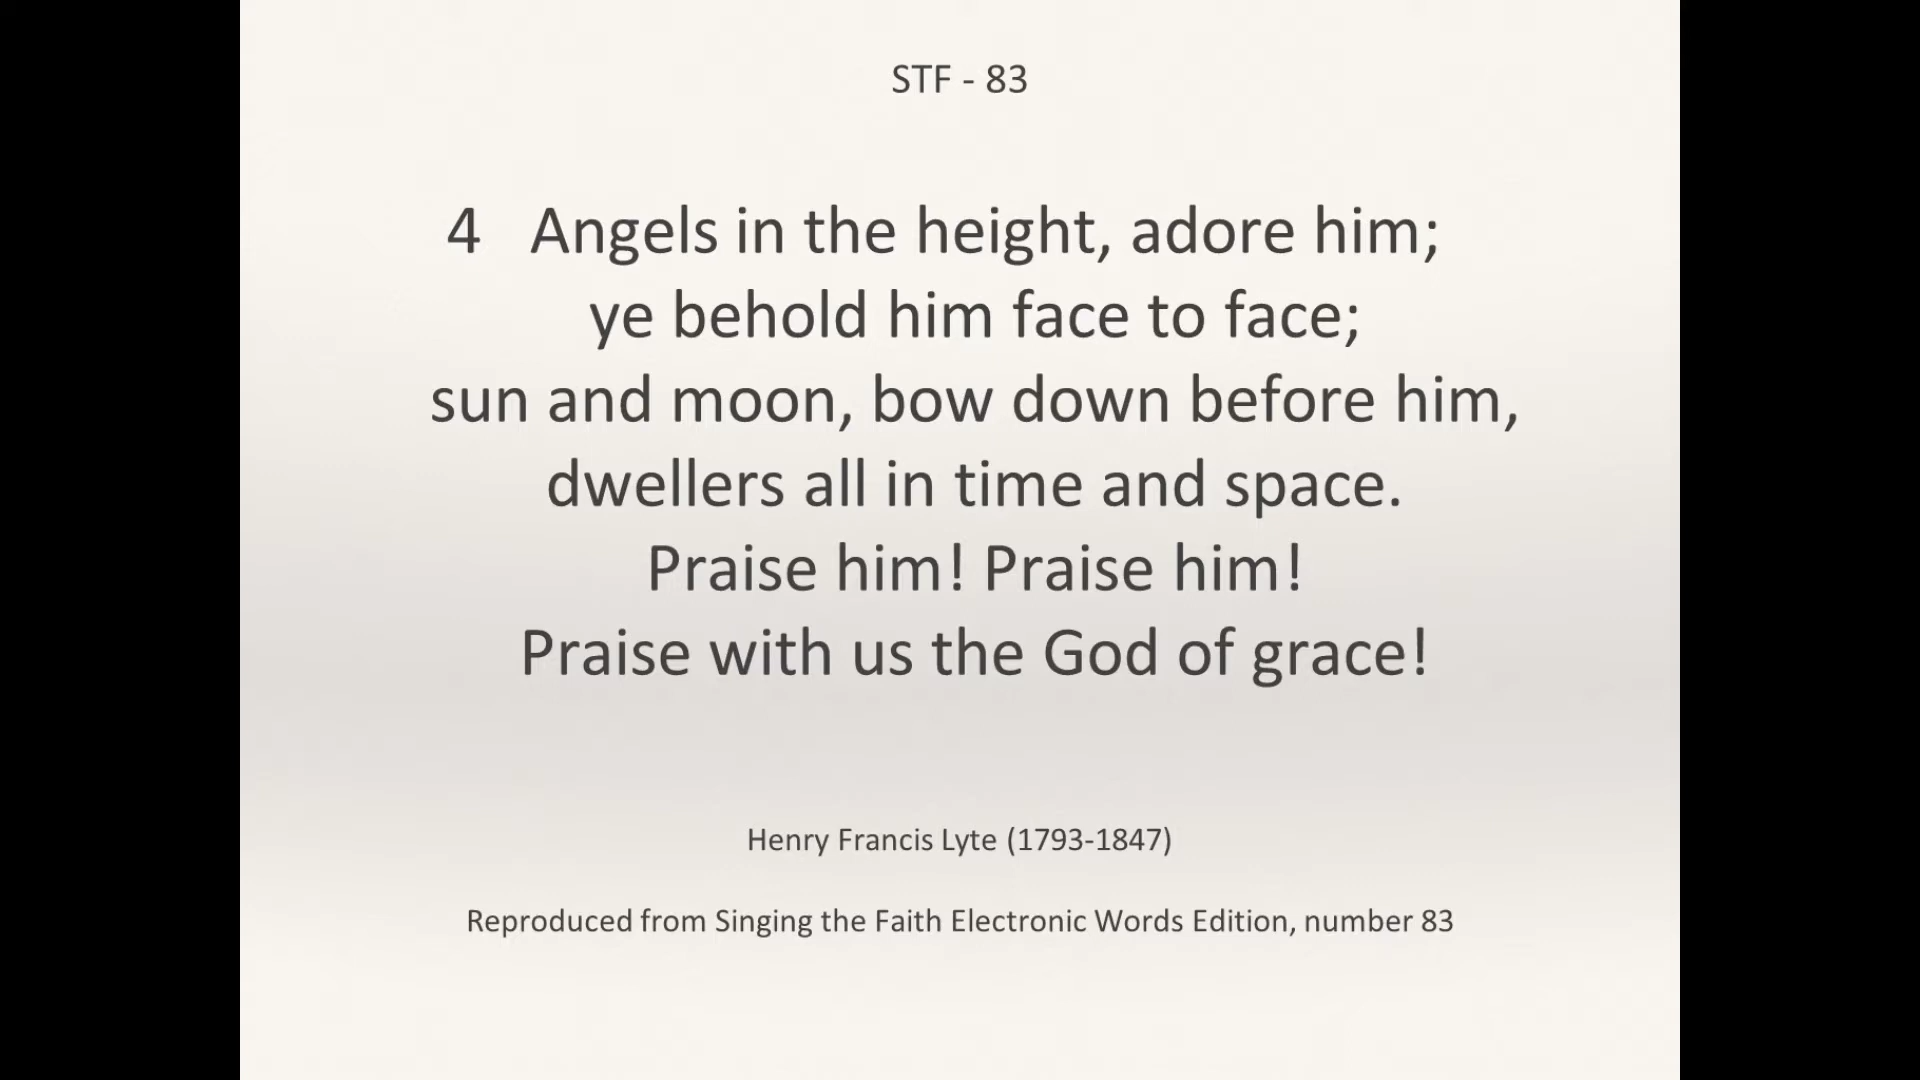 STF - 83
4 Angels in the height, adore him;
ye behold him face to face;
sun and moon, bow down before him,
dwellers all in time and space.
Praise him! Praise him!
Praise with us the God of grace!
Henry Francis Lyte (1793-1847)
Reproduced from Singing the Faith Electronic Words Edition, number 83